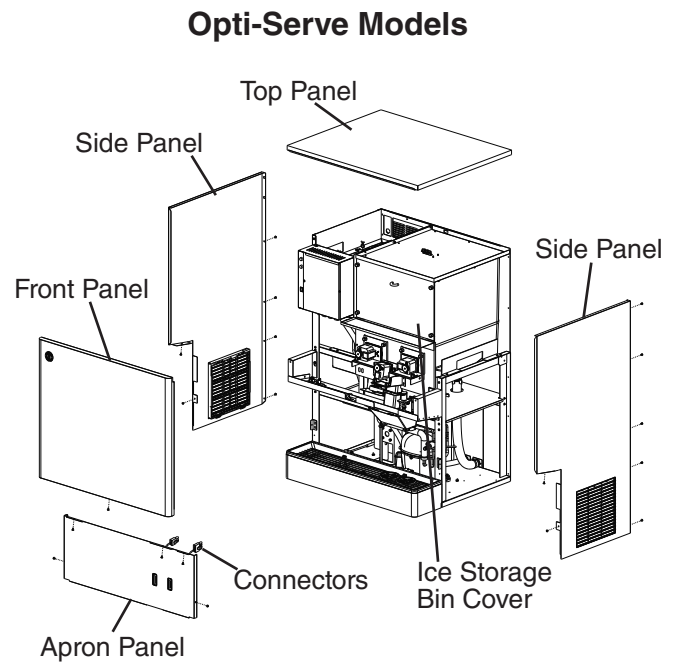 Opti-Serve Models
Top Panel
Side Panel
Side Panel
Front Panel
Connectors
Ice Storage
Bin Cover
Apron Panel